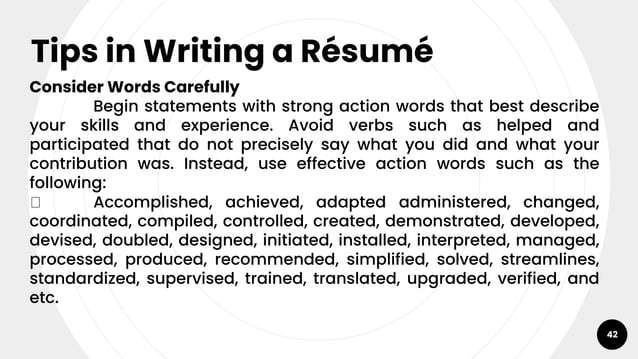 Tips in Writing a Résumé
Consider Words Carefully
Begin statements with strong action words that best describe
your skills and experience. Avoid verbs such as helped and
participated that do not precisely say what you did and what your
contribution was. Instead, use effective action words such as the
following:
Accomplished, achieved, adapted administered, changed,
coordinated, compiled, controlled, created, demonstrated, developed,
devised, doubled, designed, initiated, installed, interpreted, managed,
processed, produced, recommended, simplified, solved, streamlines,
standardized, supervised, trained, translated, upgraded, verified, and
etc.
42